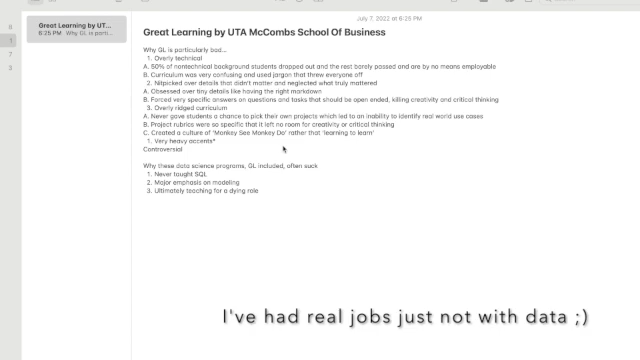 July 7, 2022 at 6:25 PM
Great Learning by UT...
6:25 PM Why GL is parti...
6
1
7
3
Great Learning by UTA McCombs School Of Business
Why GL is particularly bad...
1. Overly technical
A. 50% of nontechnical background students dropped out and the rest barely passed and are by no means employable
B. Curriculum was very confusing and used jargon that threw everyone off
2. Nitpicked over details that didn't matter and neglected what truly mattered
A. Obsessed over tiny details like having the right markdown
B. Forced very specific answers on questions and tasks that should be open ended, killing creativity and critical thinking
3. Overly ridged curriculum
A. Never gave students a chance to pick their own projects which led to an inability to identify real world use cases
B. Project rubrics were so specific that it left no room for creativity or critical thinking
C. Created a culture of 'Monkey See Monkey Do' rather that 'learning to learn'
1. Very heavy accents*
Controversial
Why these data science programs, GL included, often suck
1. Never taught SQL
2. Major emphasis on modeling
3. Ultimately teaching for a dying role
I've had real jobs just not with data ;)